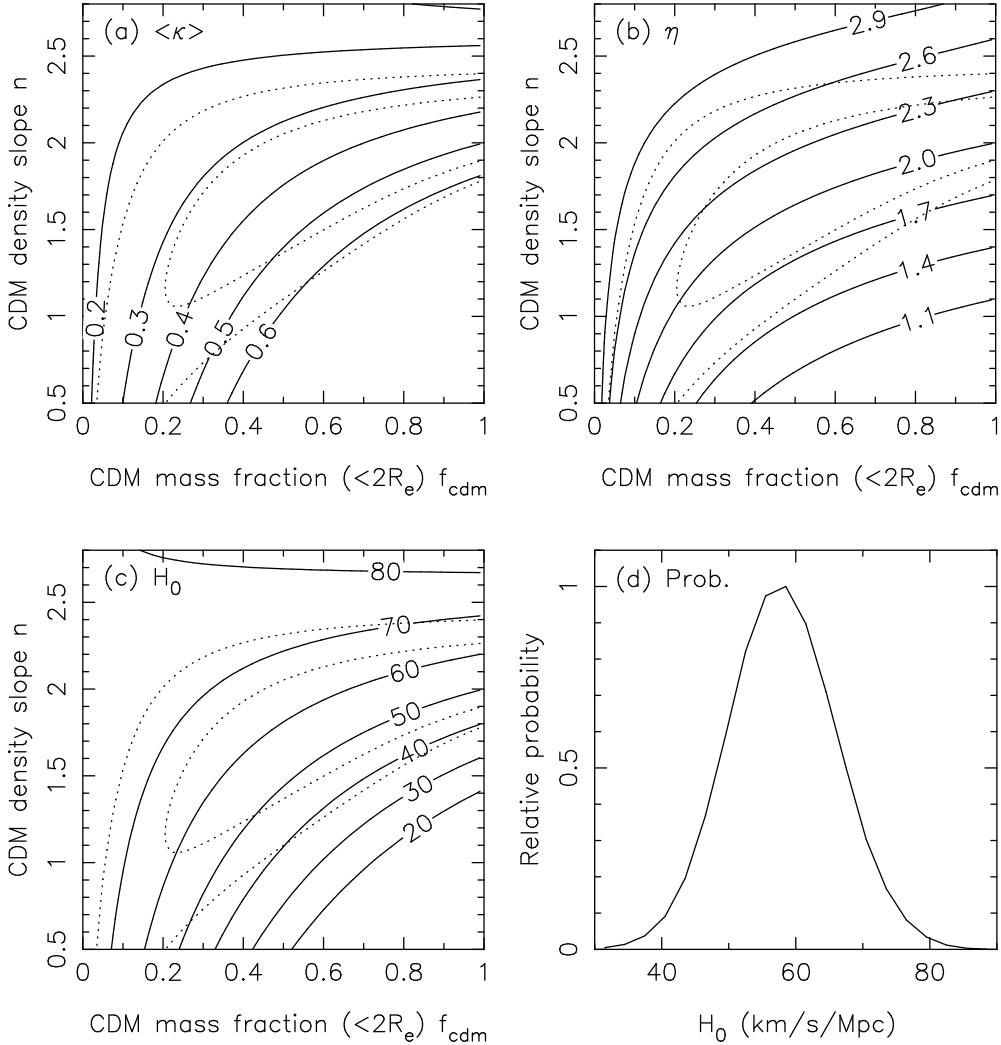 (a) <κ>
CDM density slope n
2.5
2
1.5
1
0.5
0.2
0.3
0.4
0.5
0.6
0 0.2 0.4 0.6 0.8 1
CDM mass fraction (<2Re) fcdm
(b) η
CDM density slope n
2.5
2
1.5
1
0.5
2.9
2.6
2.3
2.0
1.7
1.4
1.1
0 0.2 0.4 0.6 0.8 1
CDM mass fraction (<2Re) fcdm
(c) H0
CDM density slope n
2.5
2
1.5
1
0.5
80
70
60
50
40
30
20
0 0.2 0.4 0.6 0.8 1
CDM mass fraction (<2Re) fcdm
(d) Prob.
Relative probability
1
0.5
0
40 60 80
H0 (km/s/Mpc)